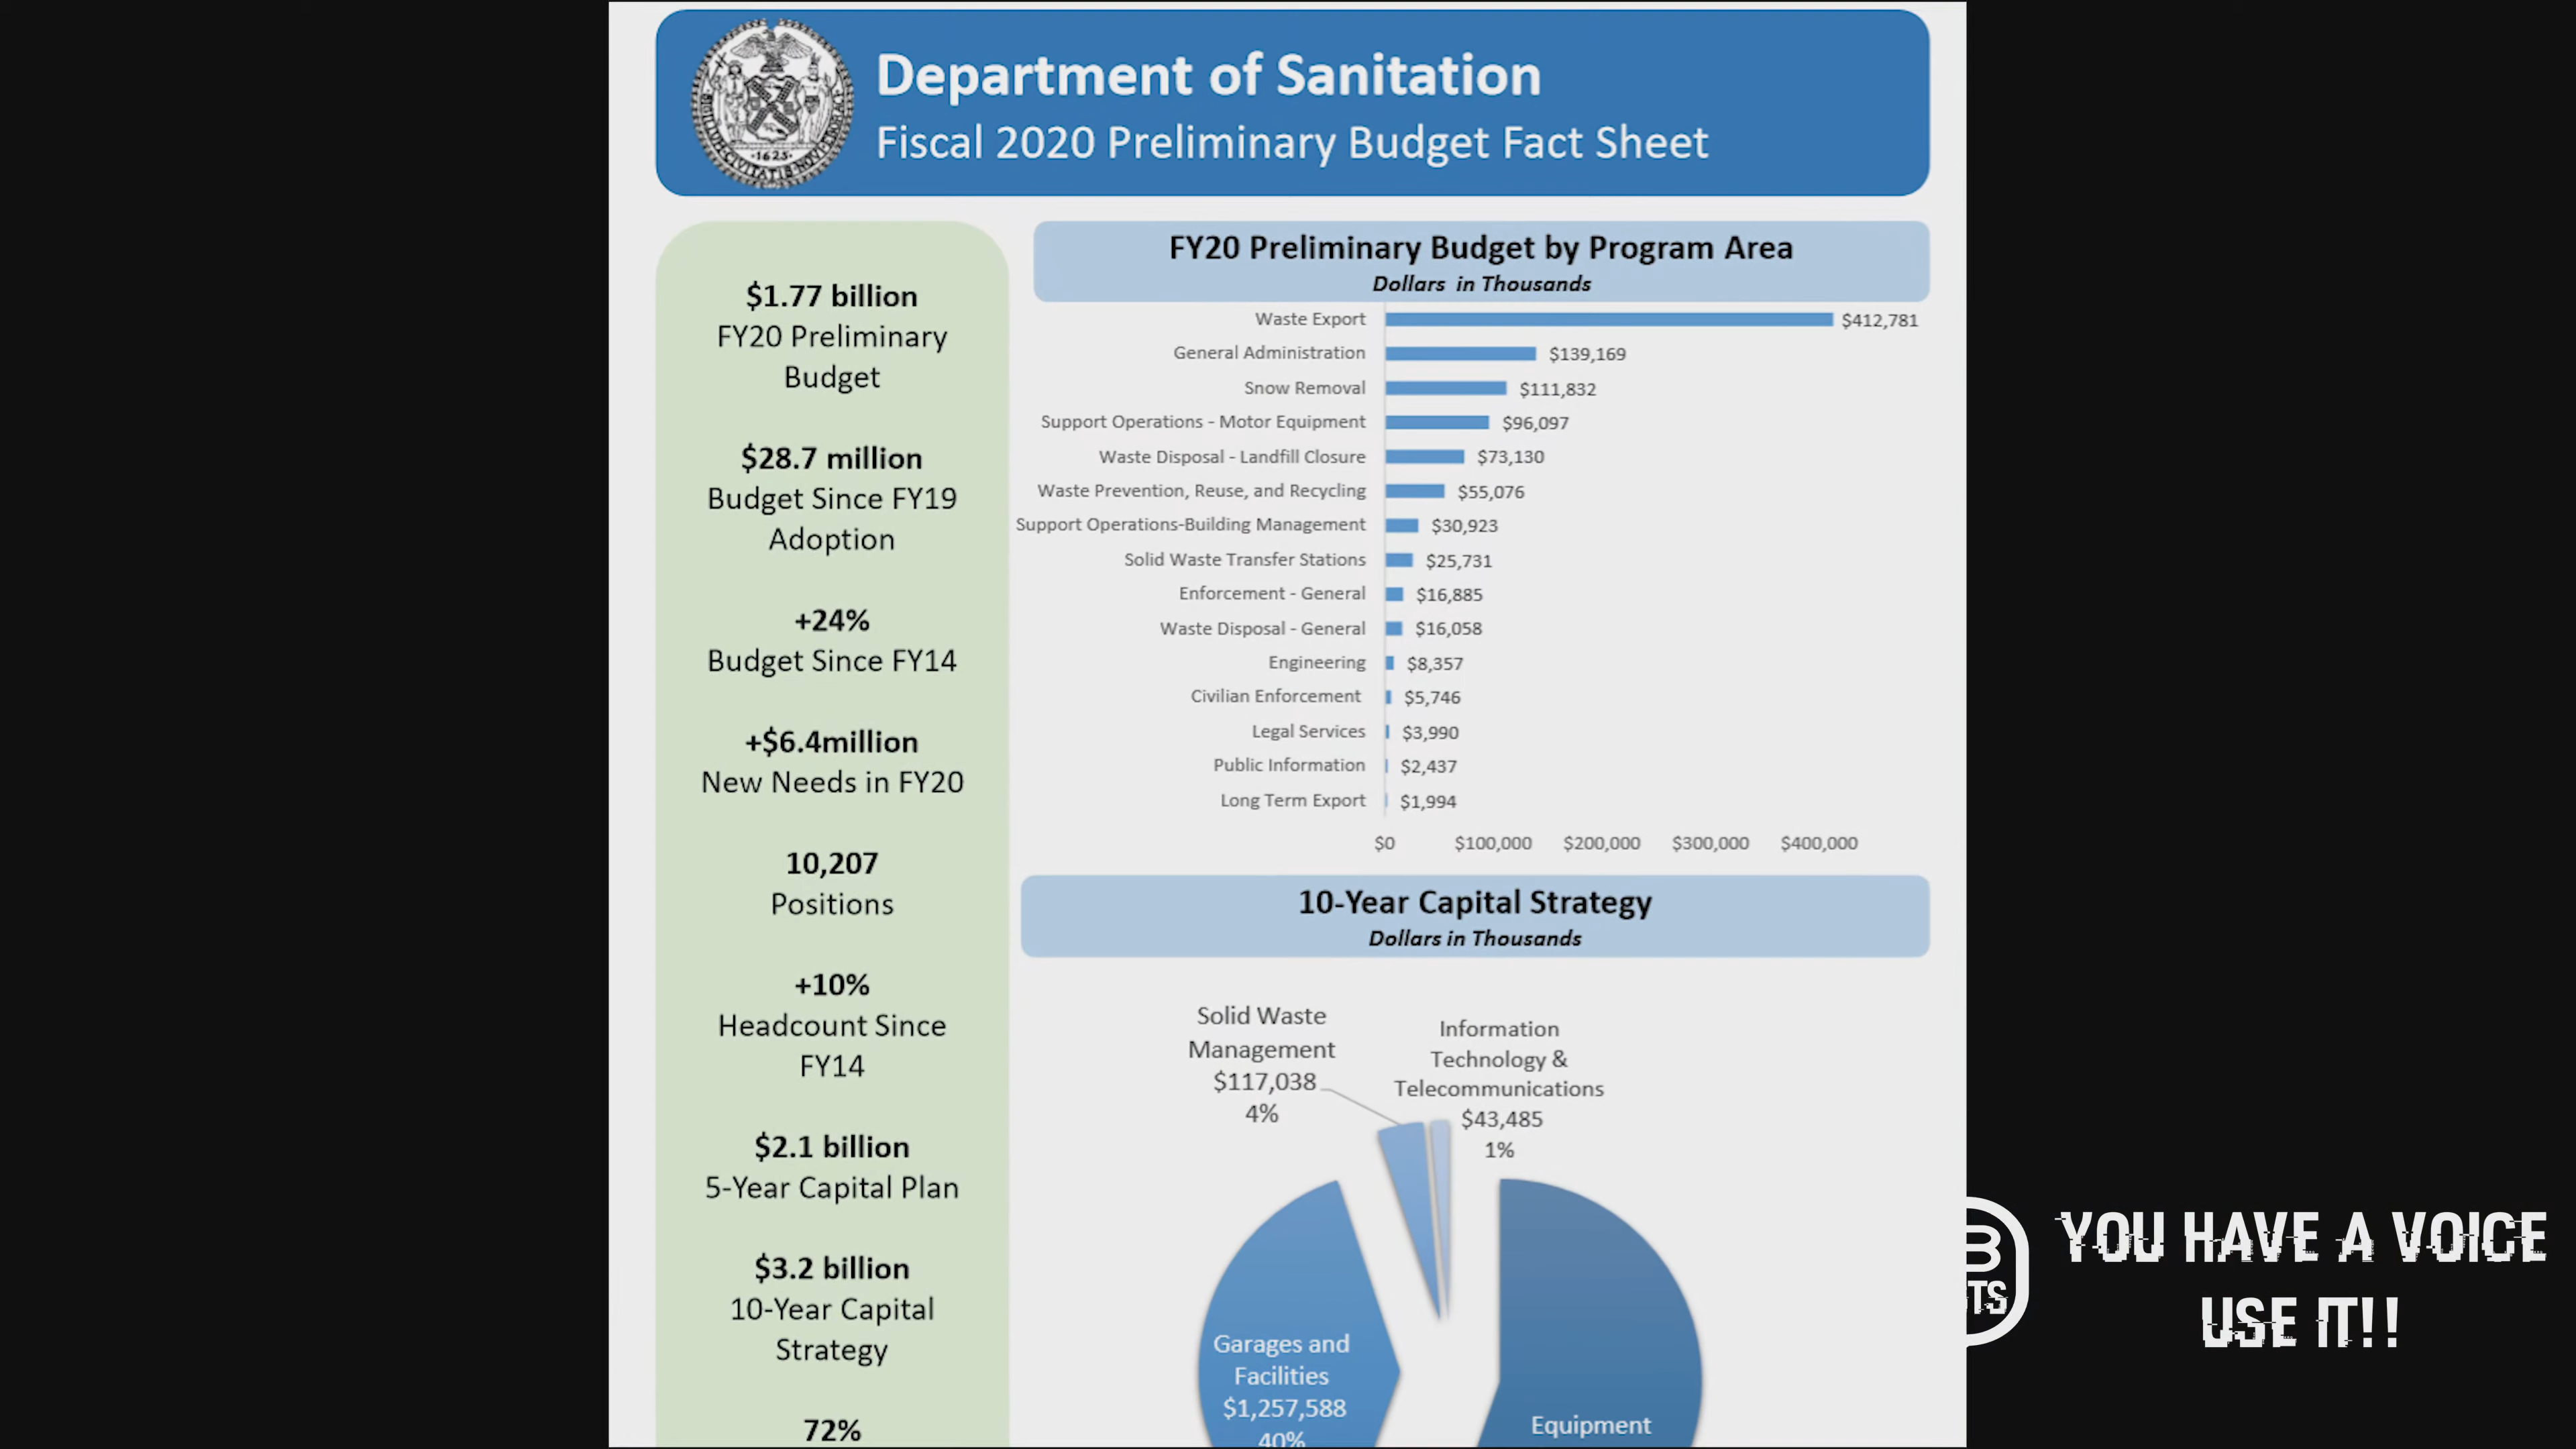 Department of Sanitation
Fiscal 2020 Preliminary Budget Fact Sheet
$1.77 billion
FY20 Preliminary
Budget
$28.7 million
Budget Since FY19
Adoption
+24%
Budget Since FY14
+$6.4million
New Needs in FY20
10,207
Positions
+10%
Headcount Since
FY14
$2.1 billion
5-Year Capital Plan
$3.2 billion
10-Year Capital
Strategy
72%
FY20 Preliminary Budget by Program Area
Dollars in Thousands
Waste Export $412,781
General Administration $139,169
Snow Removal $111,832
Support Operations - Motor Equipment $96,097
Waste Disposal - Landfill Closure $73,130
Waste Prevention, Reuse, and Recycling $55,076
Support Operations-Building Management $30,923
Solid Waste Transfer Stations $25,731
Enforcement - General $16,885
Waste Disposal - General $16,058
Engineering $8,357
Civilian Enforcement $5,746
Legal Services $3,990
Public Information $2,437
Long Term Export $1,994
$0 $100,000 $200,000 $300,000 $400,000
10-Year Capital Strategy
Dollars in Thousands
Solid Waste
Management
$117,038
4%
Information
Technology &
Telecommunications
$43,485
1%
Garages and
Facilities
$1,257,588
40%
Equipment
YOU HAVE A VOICE
USE IT!!